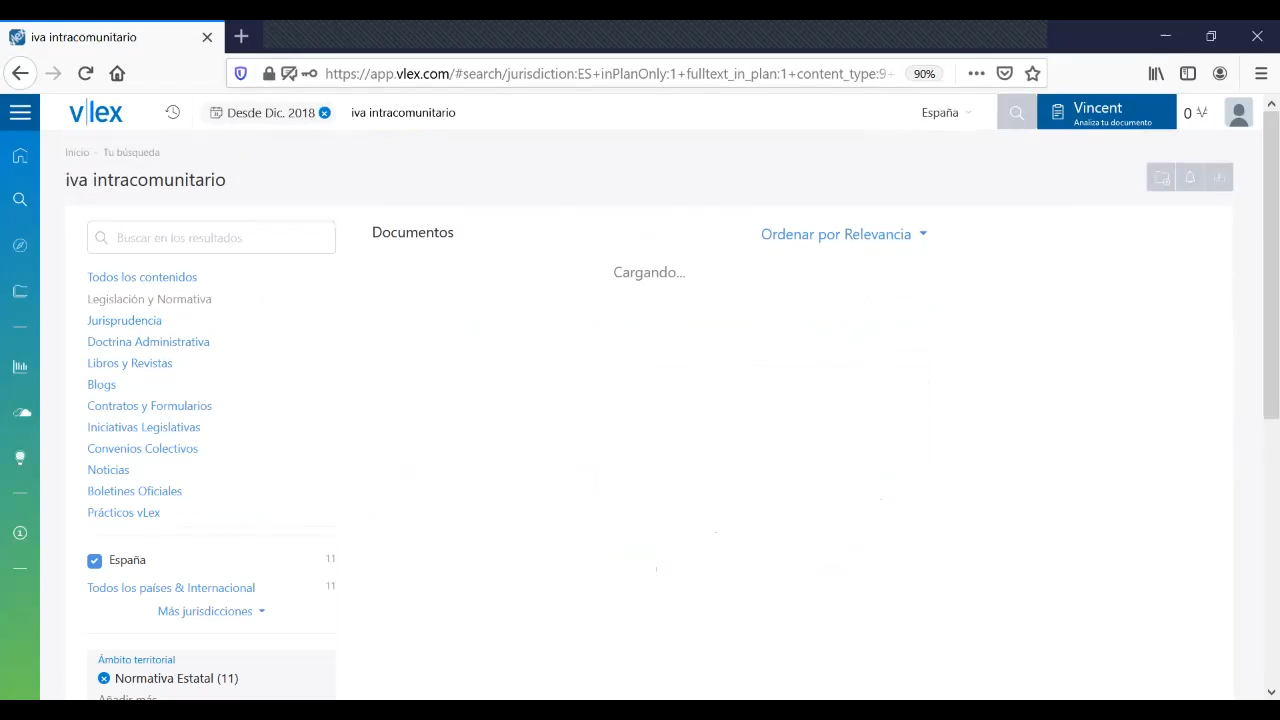 iva intracomunitario
https://app.vlex.com/#search/jurisdiction:ES+inPlanOnly:1+fulltext_in_plan:1+content_type:9+
90%
vlex
Desde Dic. 2018
iva intracomunitario
España
Vincent
Analiza tu documento
0
Inicio - Tu búsqueda
iva intracomunitario
Buscar en los resultados
Documentos
Ordenar por Relevancia
Cargando...
Todos los contenidos
Legislación y Normativa
Jurisprudencia
Doctrina Administrativa
Libros y Revistas
Blogs
Contratos y Formularios
Iniciativas Legislativas
Convenios Colectivos
Noticias
Boletines Oficiales
Prácticos vLex
España 11
Todos los países & Internacional 11
Más jurisdicciones
Ámbito territorial
Normativa Estatal (11)
Añadir más